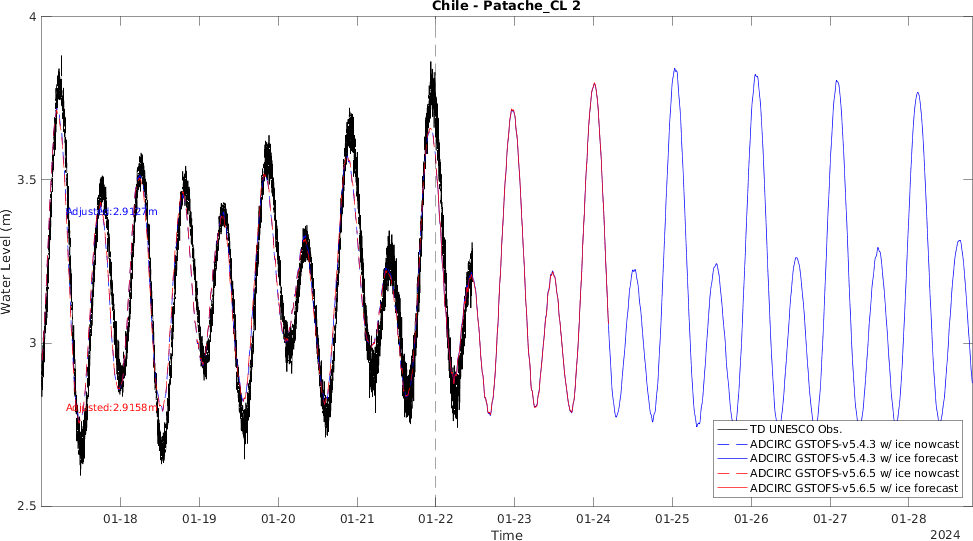 Chile - Patache_CL 2
4
3.5
3
2.5
Water Level (m)
Adjusted:2.9127m
Adjusted:2.9158m
TD UNESCO Obs.
ADCIRC GSTOFS-v5.4.3 w/ ice nowcast
ADCIRC GSTOFS-v5.4.3 w/ ice forecast
ADCIRC GSTOFS-v5.6.5 w/ ice nowcast
ADCIRC GSTOFS-v5.6.5 w/ ice forecast
01-18 01-19 01-20 01-21 01-22 01-23 01-24 01-25 01-26 01-27 01-28
Time
2024